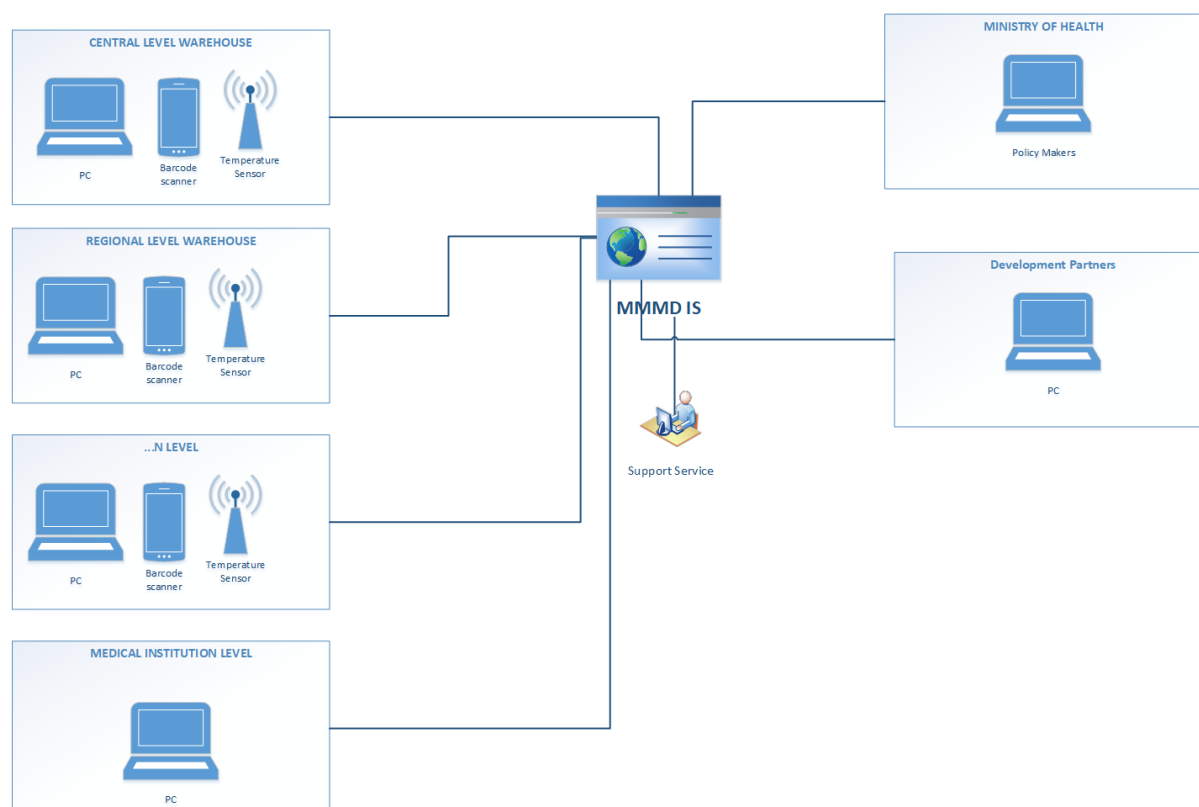 CENTRAL LEVEL WAREHOUSE
PC
Barcode
scanner
Temperature
Sensor
REGIONAL LEVEL WAREHOUSE
PC
Barcode
scanner
Temperature
Sensor
...N LEVEL
PC
Barcode
scanner
Temperature
Sensor
MEDICAL INSTITUTION LEVEL
PC
MMMD IS
Support Service
MINISTRY OF HEALTH
Policy Makers
Development Partners
PC